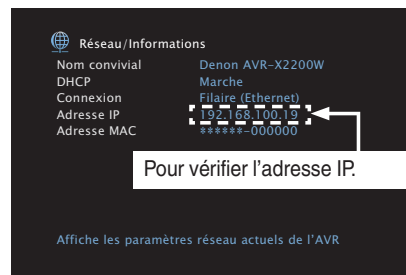 Réseau/Informations
Nom convivial Denon AVR-X2200W
DHCP Marche
Connexion Filaire (Ethernet)
Adresse IP 192.168.100.19
Adresse MAC ******-000000
Pour vérifier l'adresse IP.
Affiche les paramètres réseau actuels de l'AVR